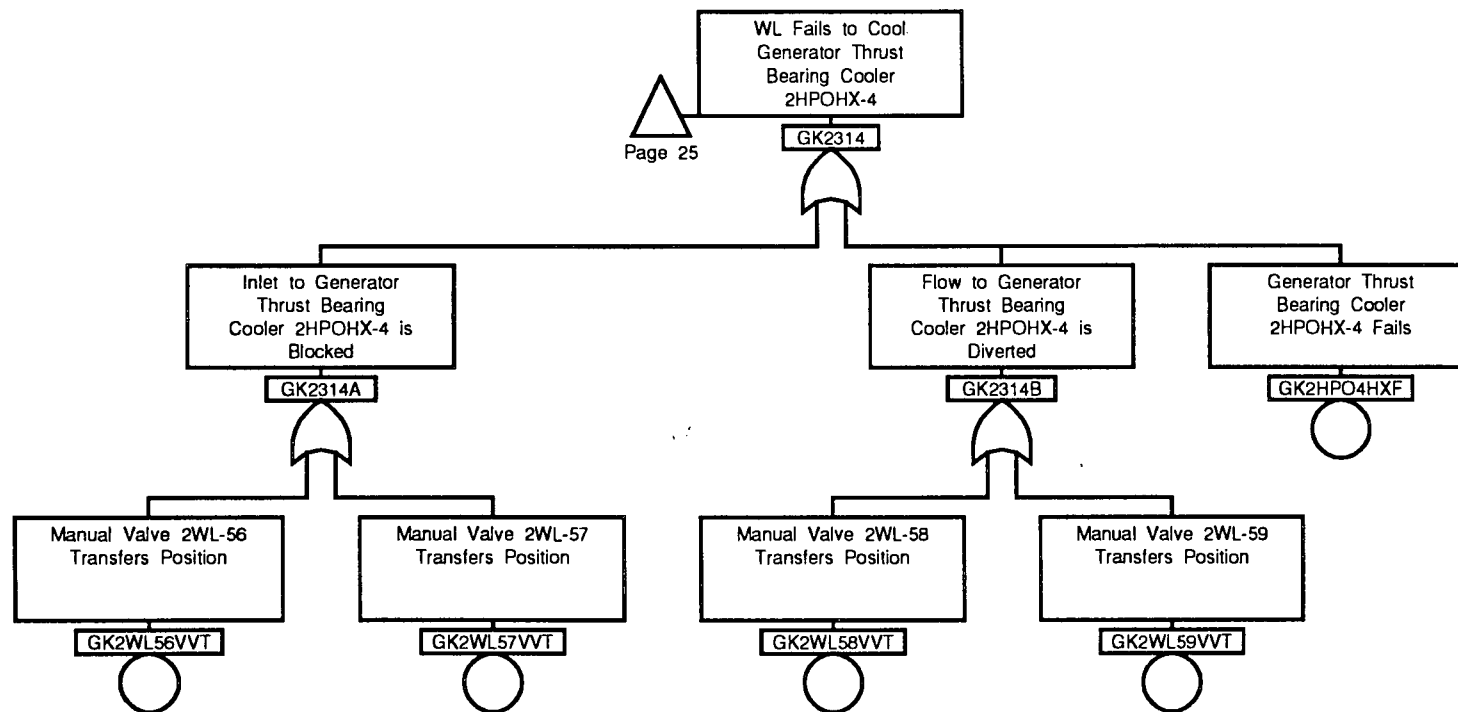 WL Fails to Cool
Generator Thrust
Bearing Cooler
2HPOHX-4
Page 25
GK2314
Inlet to Generator
Thrust Bearing
Cooler 2HPOHX-4 is
Blocked
GK2314A
Flow to Generator
Thrust Bearing
Cooler 2HPOHX-4 is
Diverted
GK2314B
Generator Thrust
Bearing Cooler
2HPOHX-4 Fails
GK2HPO4HXF
Manual Valve 2WL-56
Transfers Position
GK2WL56VVT
Manual Valve 2WL-57
Transfers Position
GK2WL57VVT
Manual Valve 2WL-58
Transfers Position
GK2WL58VVT
Manual Valve 2WL-59
Transfers Position
GK2WL59VVT